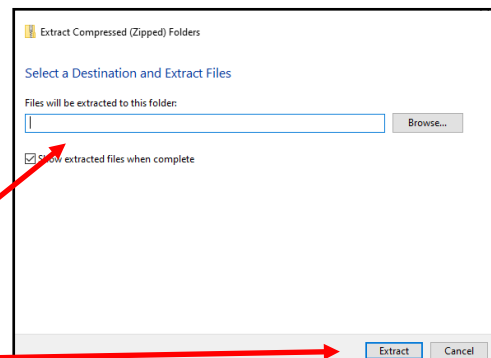 Extract Compressed (Zipped) Folders
Select a Destination and Extract Files
Files will be extracted to this folder:
Browse...
Show extracted files when complete
Extract Cancel